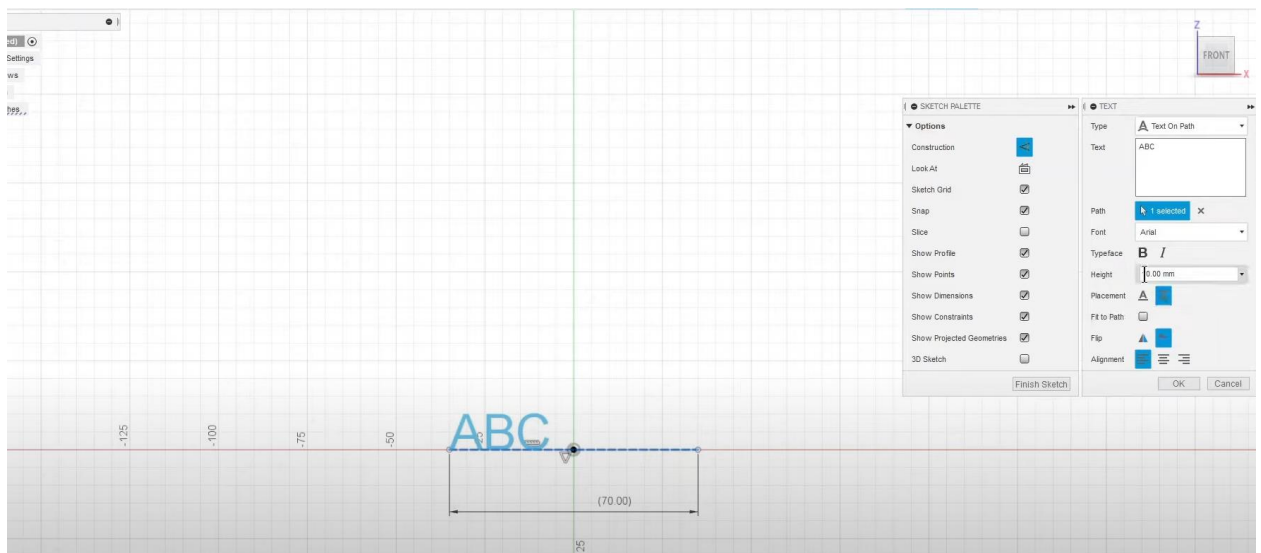 Settings
ws
hes
Z
FRONT
X
SKETCH PALETTE
Options
Construction
Look At
Sketch Grid
Snap
Slice
Show Profile
Show Points
Show Dimensions
Show Constraints
Show Projected Geometries
3D Sketch
Finish Sketch
TEXT
Type A Text On Path
Text ABC
Path 1 selected
Font Arial
Typeface B I
Height 0.00 mm
Placement A
Fit to Path
Flip
Alignment
OK Cancel
-125 -100 -75 -50
ABC
(70.00)
25